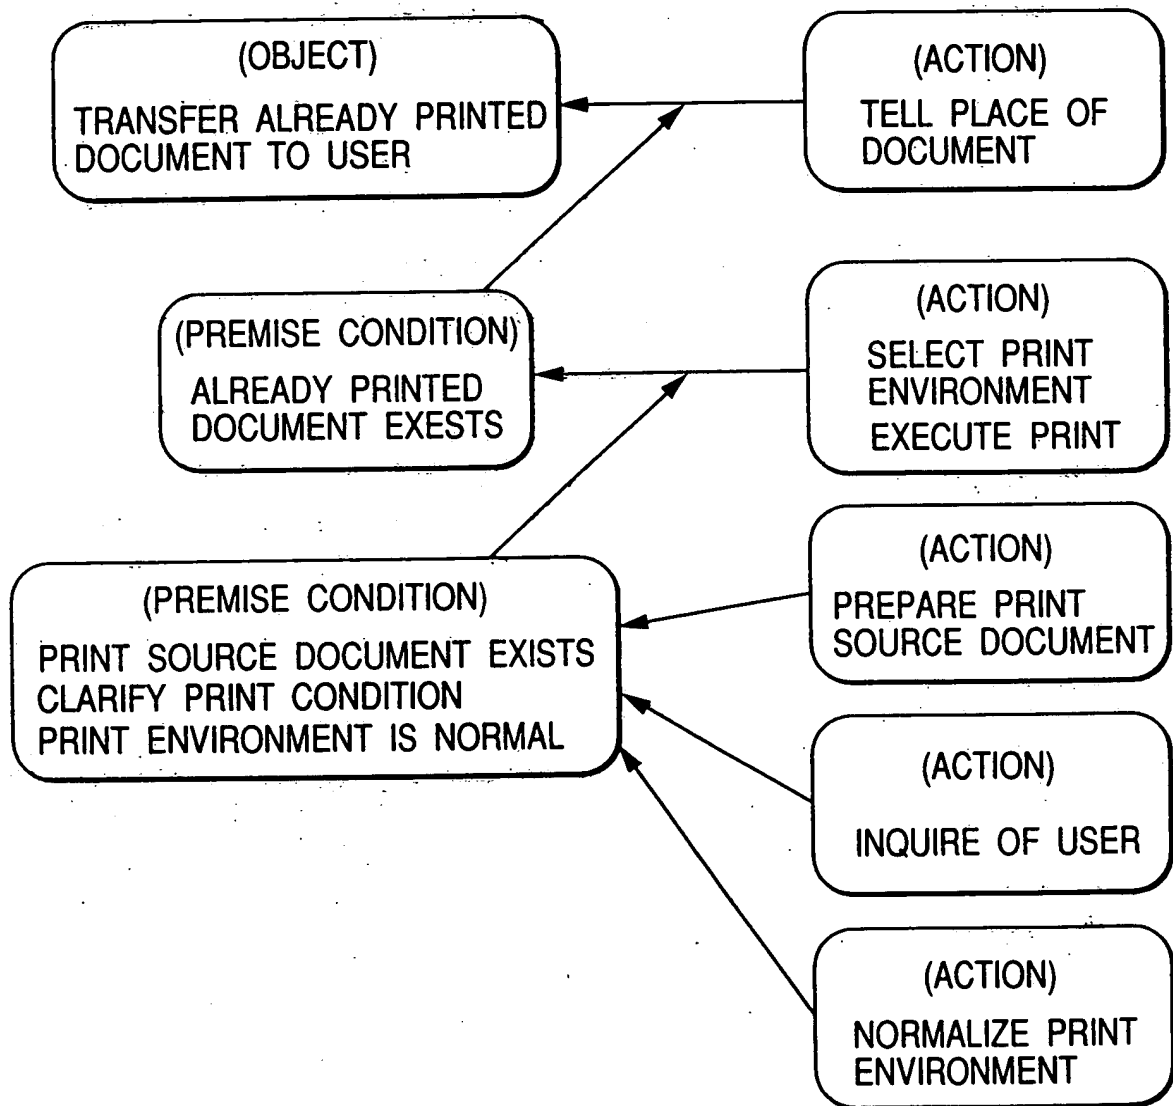 (OBJECT)
TRANSFER ALREADY PRINTED
DOCUMENT TO USER
(ACTION)
TELL PLACE OF
DOCUMENT
(PREMISE CONDITION)
ALREADY PRINTED
DOCUMENT EXESTS
(ACTION)
SELECT PRINT
ENVIRONMENT
EXECUTE PRINT
(PREMISE CONDITION)
PRINT SOURCE DOCUMENT EXISTS
CLARIFY PRINT CONDITION
PRINT ENVIRONMENT IS NORMAL
(ACTION)
PREPARE PRINT
SOURCE DOCUMENT
(ACTION)
INQUIRE OF USER
(ACTION)
NORMALIZE PRINT
ENVIRONMENT